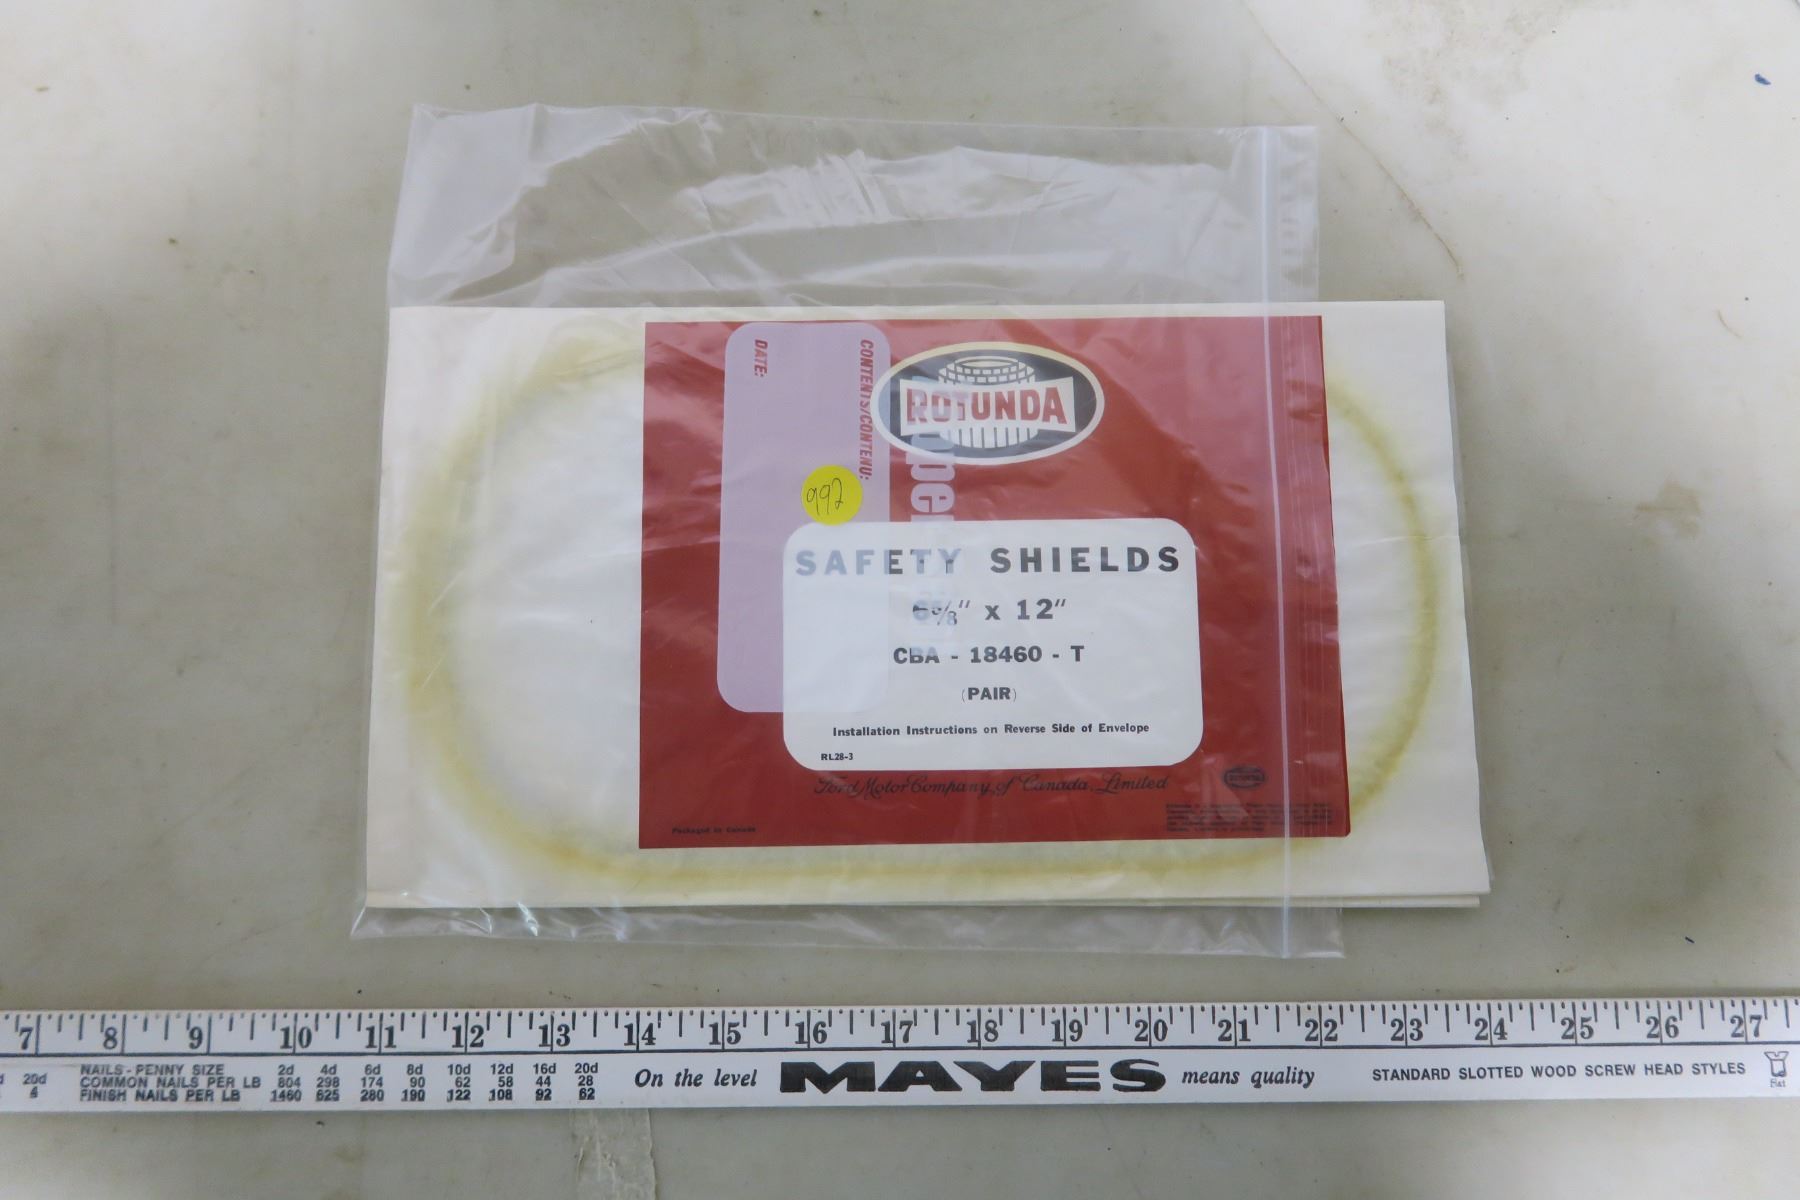 DATE:
CONTENTS/CONTENU:
ROTUNDA
992
SAFETY SHIELDS
6⅝" x 12"
CBA - 18460 - T
(PAIR)
Installation Instructions on Reverse Side of Envelope
RL28-3
Ford Motor Company of Canada, Limited
ROTUNDA
Packaged in Canada
7 8 9 10 11 12 13 14 15 16 17 18 19 20 21 22 23 24 25 26 27
20d
4
NAILS - PENNY SIZE 2d 4d 6d 8d 10d 12d 16d 20d
COMMON NAILS PER LB 804 298 174 90 62 58 44 28
FINISH NAILS PER LB 1460 625 280 190 122 108 92 62
On the level MAYES means quality
STANDARD SLOTTED WOOD SCREW HEAD STYLES
Flat